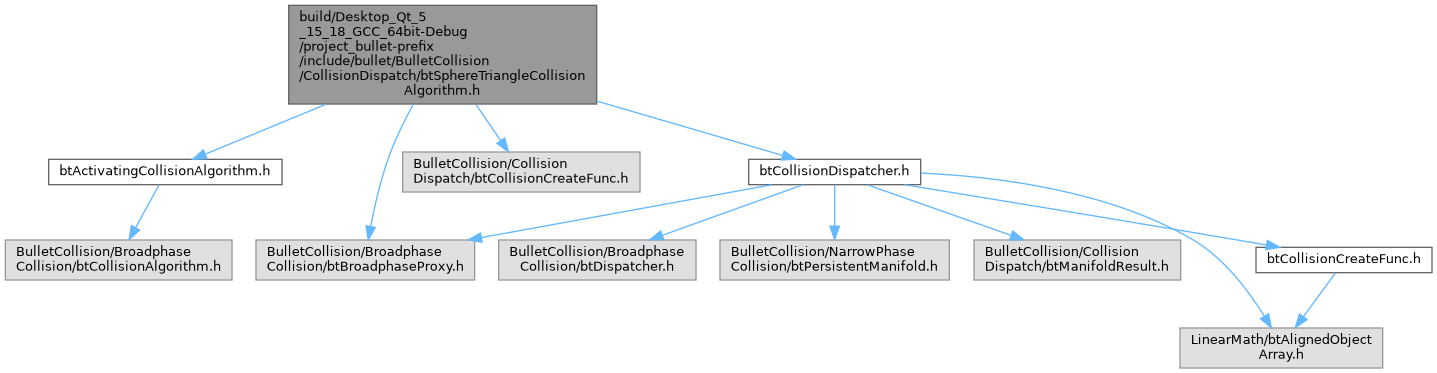 build/Desktop_Qt_5
_15_18_GCC_64bit-Debug
/project_bullet-prefix
/include/bullet/BulletCollision
/CollisionDispatch/btSphereTriangleCollision
Algorithm.h
btActivatingCollisionAlgorithm.h
BulletCollision/Collision
Dispatch/btCollisionCreateFunc.h
btCollisionDispatcher.h
BulletCollision/Broadphase
Collision/btCollisionAlgorithm.h
BulletCollision/Broadphase
Collision/btBroadphaseProxy.h
BulletCollision/Broadphase
Collision/btDispatcher.h
BulletCollision/NarrowPhase
Collision/btPersistentManifold.h
BulletCollision/Collision
Dispatch/btManifoldResult.h
btCollisionCreateFunc.h
LinearMath/btAlignedObject
Array.h